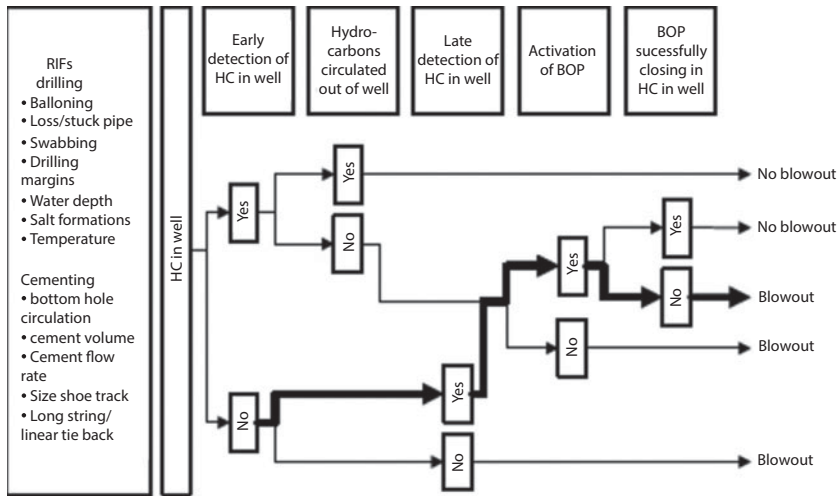 RIFs
drilling
• Balloning
• Loss/stuck pipe
• Swabbing
• Drilling
margins
• Water depth
• Salt formations
• Temperature
Cementing
• bottom hole
circulation
• cement volume
• Cement flow
rate
• Size shoe track
• Long string/
linear tie back
HC in well
Early
detection of
HC in well
Hydro-
carbons
circulated
out of well
Late
detection of
HC in well
Activation
of BOP
BOP
sucessfully
closing in
HC in well
Yes
No
Yes
No
Yes
No
Yes
No
Yes
No
No blowout
No blowout
Blowout
Blowout
Blowout